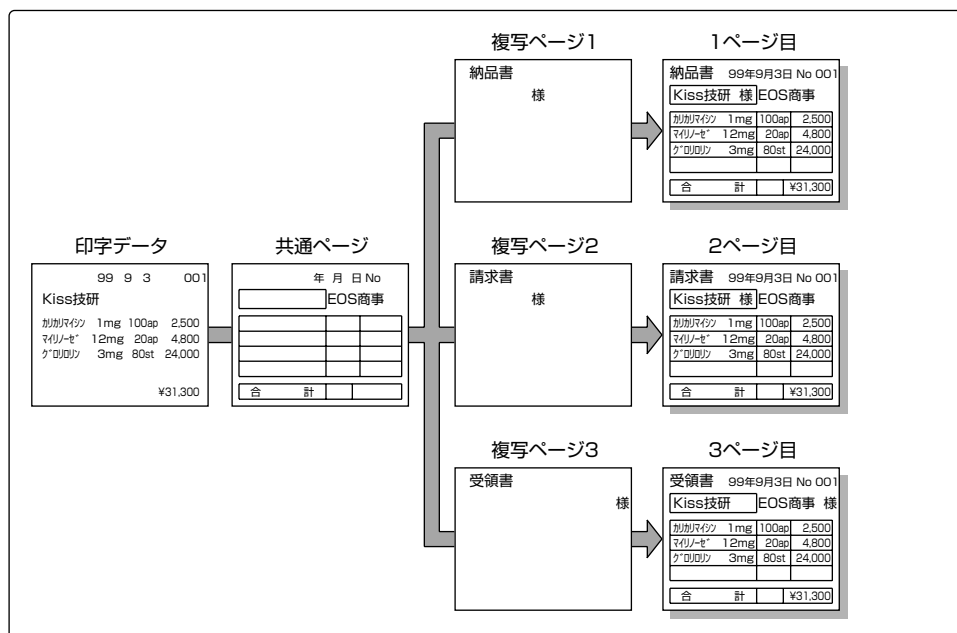 印字データ
99 9 3 001
Kiss技研
カリカリマイシン 1mg 100ap 2,500
マイリノーゼ 12mg 20ap 4,800
グロリロリン 3mg 80st 24,000
¥31,300
共通ページ
年 月 日 No
EOS商事
合 計
複写ページ1
納品書
様
複写ページ2
請求書
様
複写ページ3
受領書
様
1ページ目
納品書 99年9月3日 No 001
Kiss技研 様 EOS商事
カリカリマイシン 1mg 100ap 2,500
マイリノーゼ 12mg 20ap 4,800
グロリロリン 3mg 80st 24,000
合 計 ¥31,300
2ページ目
請求書 99年9月3日 No 001
Kiss技研 様 EOS商事
カリカリマイシン 1mg 100ap 2,500
マイリノーゼ 12mg 20ap 4,800
グロリロリン 3mg 80st 24,000
合 計 ¥31,300
3ページ目
受領書 99年9月3日 No 001
Kiss技研 EOS商事 様
カリカリマイシン 1mg 100ap 2,500
マイリノーゼ 12mg 20ap 4,800
グロリロリン 3mg 80st 24,000
合 計 ¥31,300